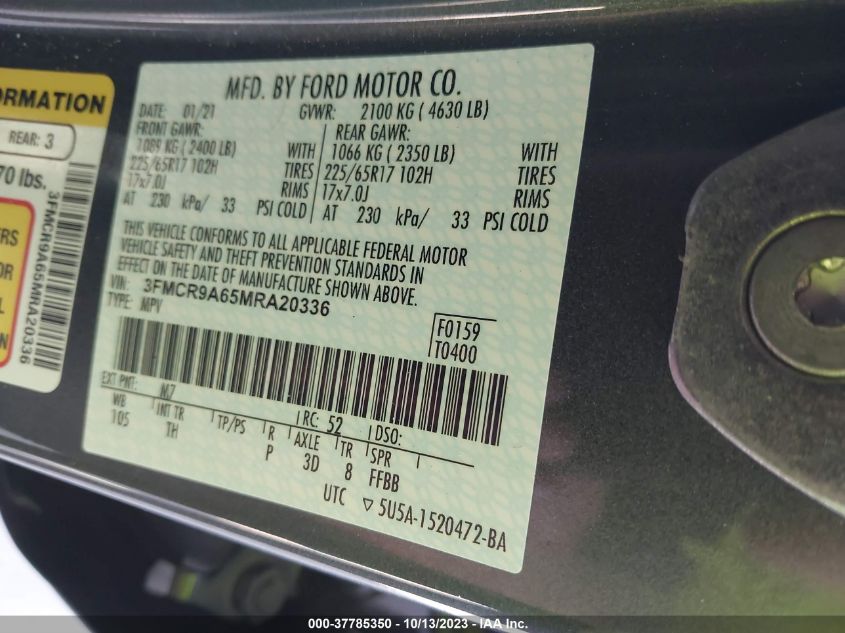 ORMATION
REAR: 3
70 lbs.
ERS
OR
L
N
3FMCR9A65MRA20336
MFD. BY FORD MOTOR CO.
DATE: 01/21 GVWR: 2100 KG ( 4630 LB)
FRONT GAWR: REAR GAWR:
1089 KG ( 2400 LB) WITH 1066 KG ( 2350 LB) WITH
225/65R17 102H TIRES 225/65R17 102H TIRES
17x7.0J RIMS 17x7.0J RIMS
AT 230 kPa/ 33 PSI COLD AT 230 kPa/ 33 PSI COLD
THIS VEHICLE CONFORMS TO ALL APPLICABLE FEDERAL MOTOR
VEHICLE SAFETY AND THEFT PREVENTION STANDARDS IN
EFFECT ON THE DATE OF MANUFACTURE SHOWN ABOVE.
VIN: 3FMCR9A65MRA20336
TYPE: MPV
F0159
T0400
EXT PNT: M7 RC: 52 DSO:
WB INT TR TP/PS R AXLE TR SPR
105 TH P 3D 8 FFBB
UTC ▽ 5U5A-1520472-BA
000-37785350 - 10/13/2023 - IAA Inc.